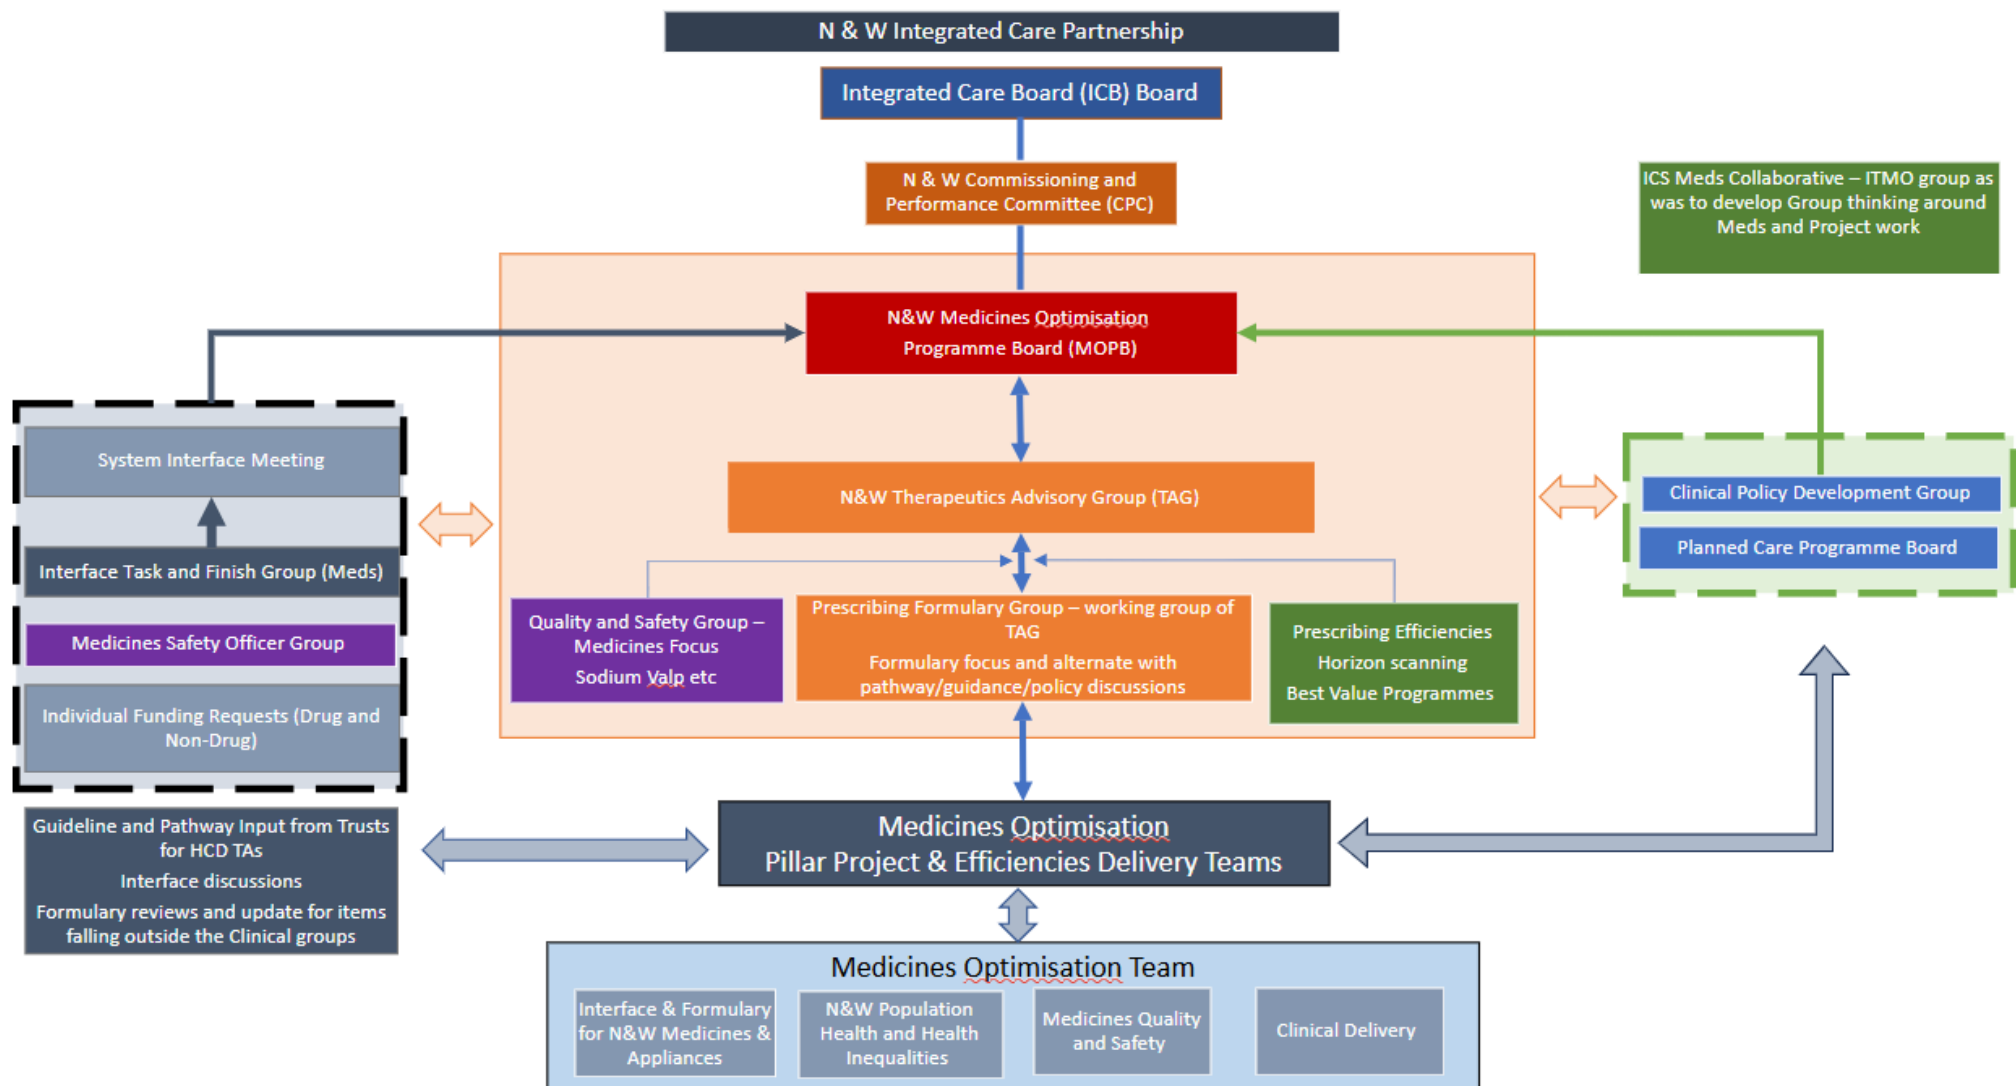 N & W Integrated Care Partnership
Integrated Care Board (ICB) Board
N & W Commissioning and
Performance Committee (CPC)
ICS Meds Collaborative – ITMO group as
was to develop Group thinking around
Meds and Project work
N&W Medicines Optimisation
Programme Board (MOPB)
System Interface Meeting
Interface Task and Finish Group (Meds)
Medicines Safety Officer Group
Individual Funding Requests (Drug and
Non-Drug)
N&W Therapeutics Advisory Group (TAG)
Quality and Safety Group –
Medicines Focus
Sodium Valp etc
Prescribing Formulary Group – working group of
TAG
Formulary focus and alternate with
pathway/guidance/policy discussions
Prescribing Efficiencies
Horizon scanning
Best Value Programmes
Clinical Policy Development Group
Planned Care Programme Board
Guideline and Pathway Input from Trusts
for HCD TAs
Interface discussions
Formulary reviews and update for items
falling outside the Clinical groups
Medicines Optimisation
Pillar Project & Efficiencies Delivery Teams
Medicines Optimisation Team
Interface & Formulary
for N&W Medicines &
Appliances
N&W Population
Health and Health
Inequalities
Medicines Quality
and Safety
Clinical Delivery